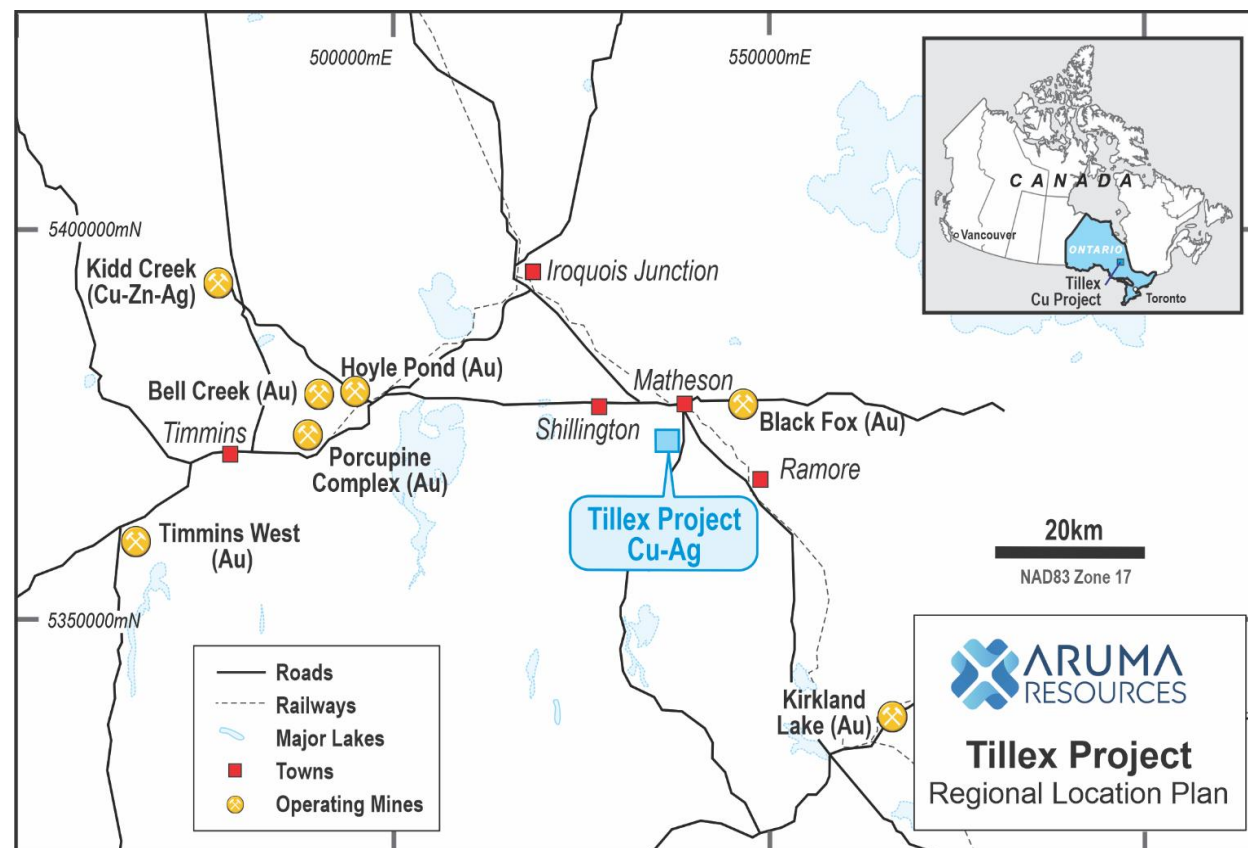 500000mE
550000mE
5400000mN
Kidd Creek
(Cu-Zn-Ag)
Iroquois Junction
CANADA
Vancouver
ONTARIO
Tillex
Cu Project
Toronto
Hoyle Pond (Au)
Bell Creek (Au)
Matheson
Timmins
Shillington
Black Fox (Au)
Porcupine
Complex (Au)
Ramore
Tillex Project
Cu-Ag
Timmins West
(Au)
20km
NAD83 Zone 17
5350000mN
Roads
Railways
Major Lakes
Towns
Operating Mines
Kirkland
Lake (Au)
ARUMA
RESOURCES
Tillex Project
Regional Location Plan